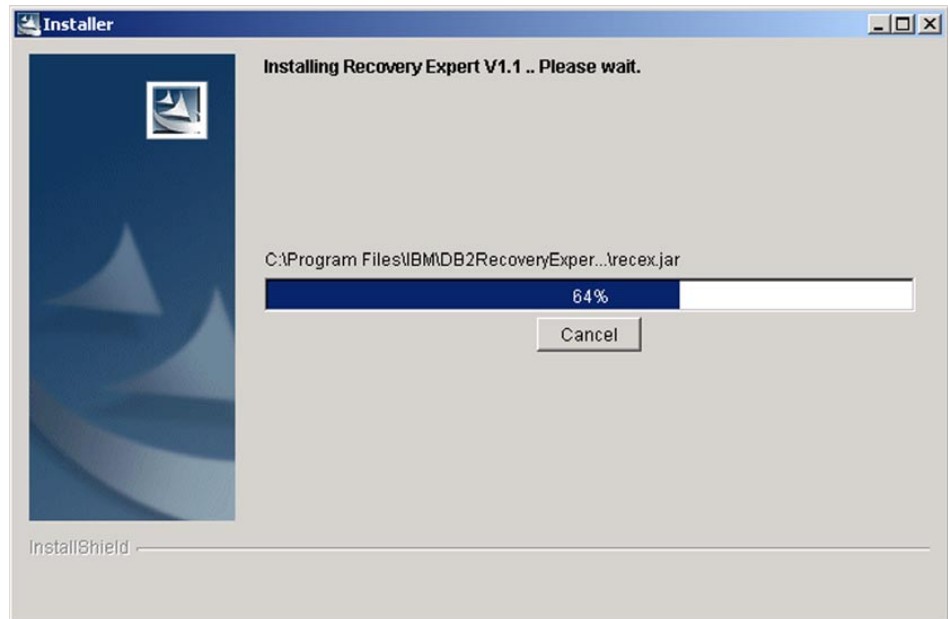 Installer
Installing Recovery Expert V1.1 .. Please wait.
C:\Program Files\IBM\DB2RecoveryExper...\recex.jar
64%
Cancel
InstallShield